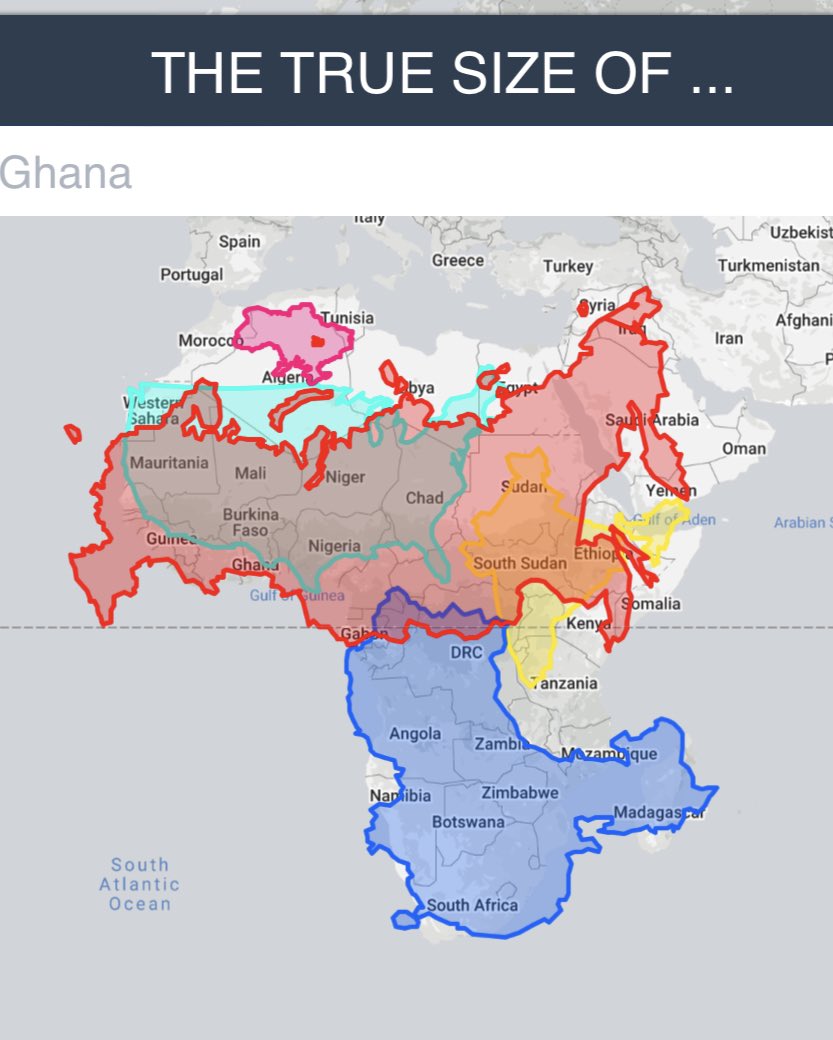 THE TRUE SIZE OF ...
Ghana
Italy
Spain
Uzbekist
Greece
Turkey
Turkmenistan
Portugal
Syria
Tunisia
Afghani
Morocco
Iraq
Iran
P
Algeria
Libya
Egypt
Western
Sahara
Saudi Arabia
Oman
Mauritania
Mali
Niger
Chad
Sudan
Yemen
Burkina
Faso
Gulf of Aden
Arabian S
Guinea
Nigeria
Ethiopia
Ghana
South Sudan
Gulf of Guinea
Somalia
Gabon
Kenya
DRC
Tanzania
Angola
Zambia
Mozambique
Namibia
Zimbabwe
Madagascar
Botswana
South
Atlantic
Ocean
South Africa